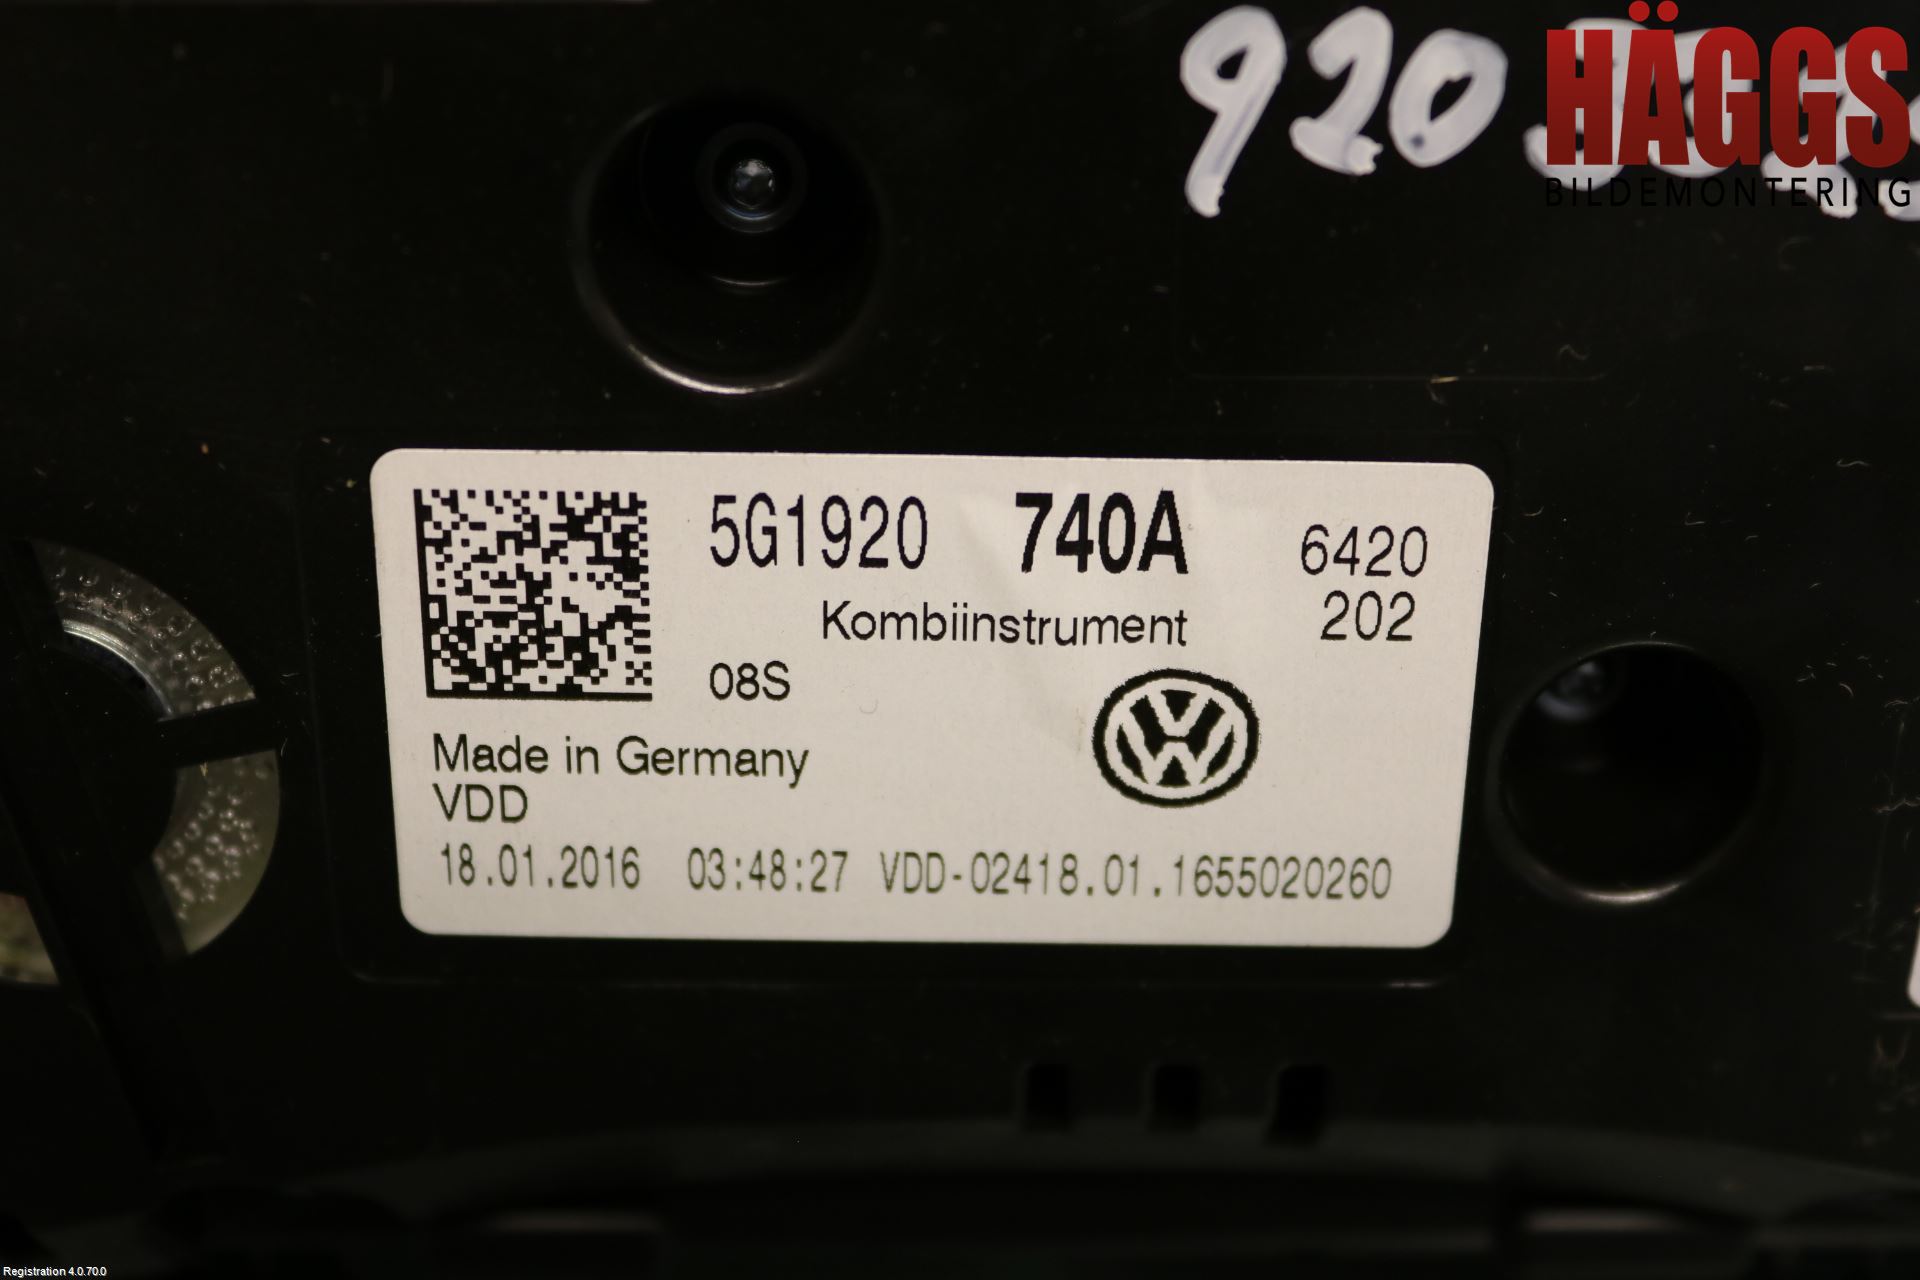 920
HÄGGS
BILDEMONTERING
5G1920 740A 6420
Kombiinstrument 202
08S
Made in Germany
VDD
18.01.2016 03:48:27 VDD-02418.01.1655020260
Registration 4.0.70.0